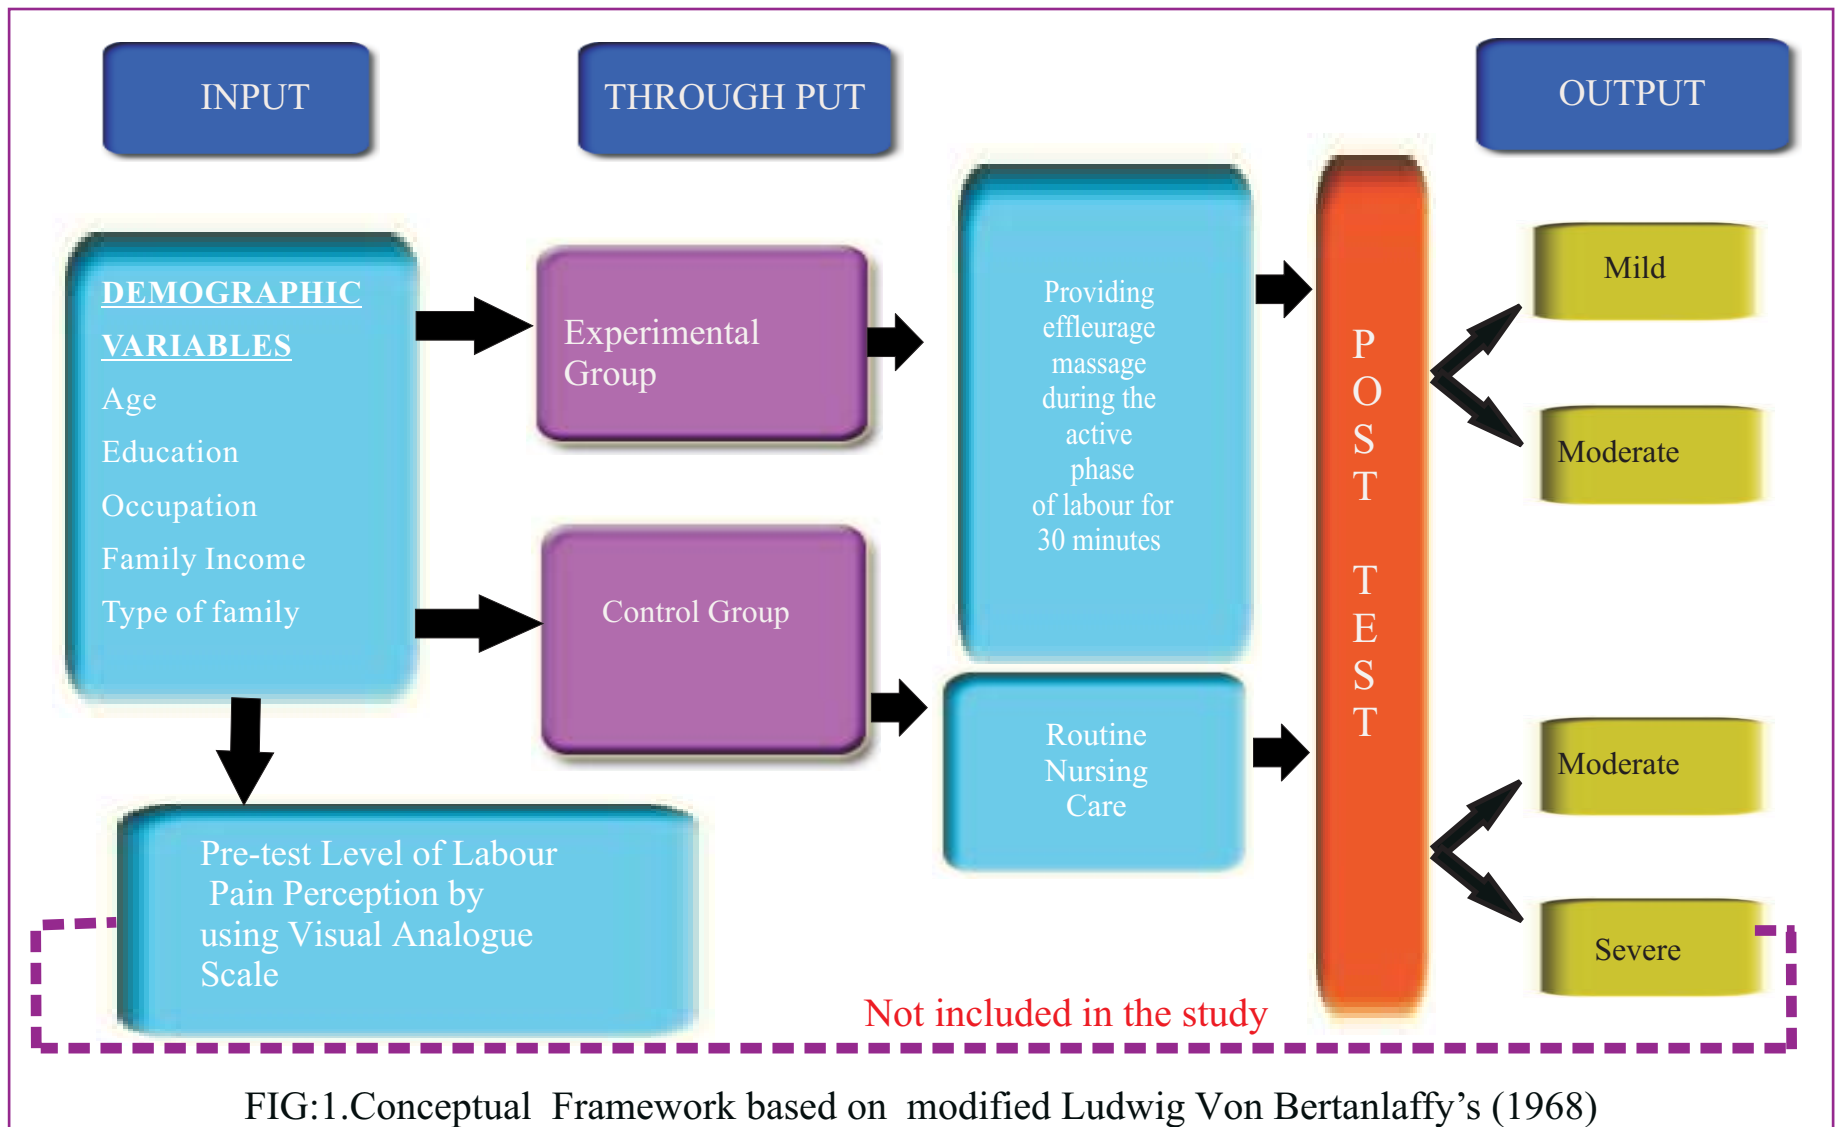 INPUT
THROUGH PUT
OUTPUT
DEMOGRAPHIC
VARIABLES
Age
Education
Occupation
Family Income
Type of family
Experimental
Group
Control Group
Providing
effleurage
massage
during the
active
phase
of labour for
30 minutes
Routine
Nursing
Care
P
O
S
T
T
E
S
T
Mild
Moderate
Moderate
Severe
Pre-test Level of Labour
Pain Perception by
using Visual Analogue
Scale
Not included in the study
FIG:1.Conceptual Framework based on modified Ludwig Von Bertanlaffy's (1968)